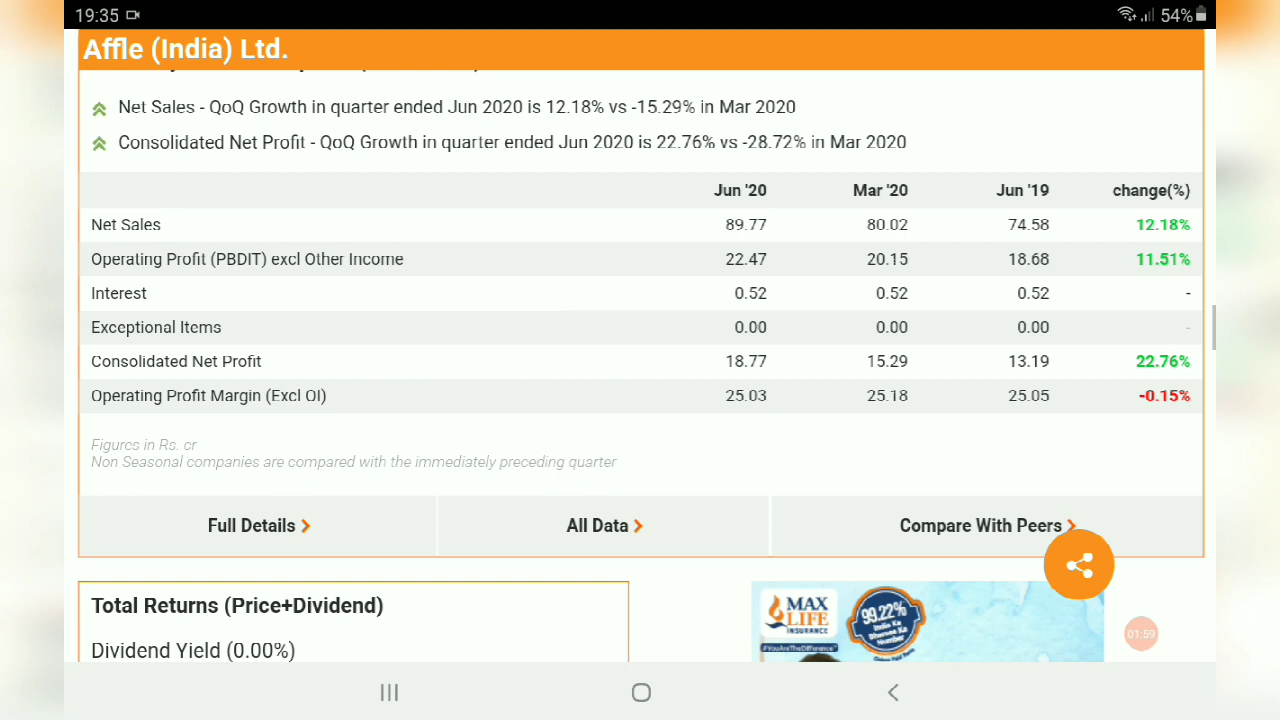 19:35 54%
Affle (India) Ltd.
Net Sales - QoQ Growth in quarter ended Jun 2020 is 12.18% vs -15.29% in Mar 2020
Consolidated Net Profit - QoQ Growth in quarter ended Jun 2020 is 22.76% vs -28.72% in Mar 2020
Jun '20 Mar '20 Jun '19 change(%)
Net Sales 89.77 80.02 74.58 12.18%
Operating Profit (PBDIT) excl Other Income 22.47 20.15 18.68 11.51%
Interest 0.52 0.52 0.52 -
Exceptional Items 0.00 0.00 0.00 -
Consolidated Net Profit 18.77 15.29 13.19 22.76%
Operating Profit Margin (Excl OI) 25.03 25.18 25.05 -0.15%
Figures in Rs. cr
Non Seasonal companies are compared with the immediately preceding quarter
Full Details All Data Compare With Peers
Total Returns (Price+Dividend)
Dividend Yield (0.00%)
MAX
LIFE
INSURANCE
#YouAreTheDifference
99.22%
India Ka
Bharosa Ka
Number
01:59